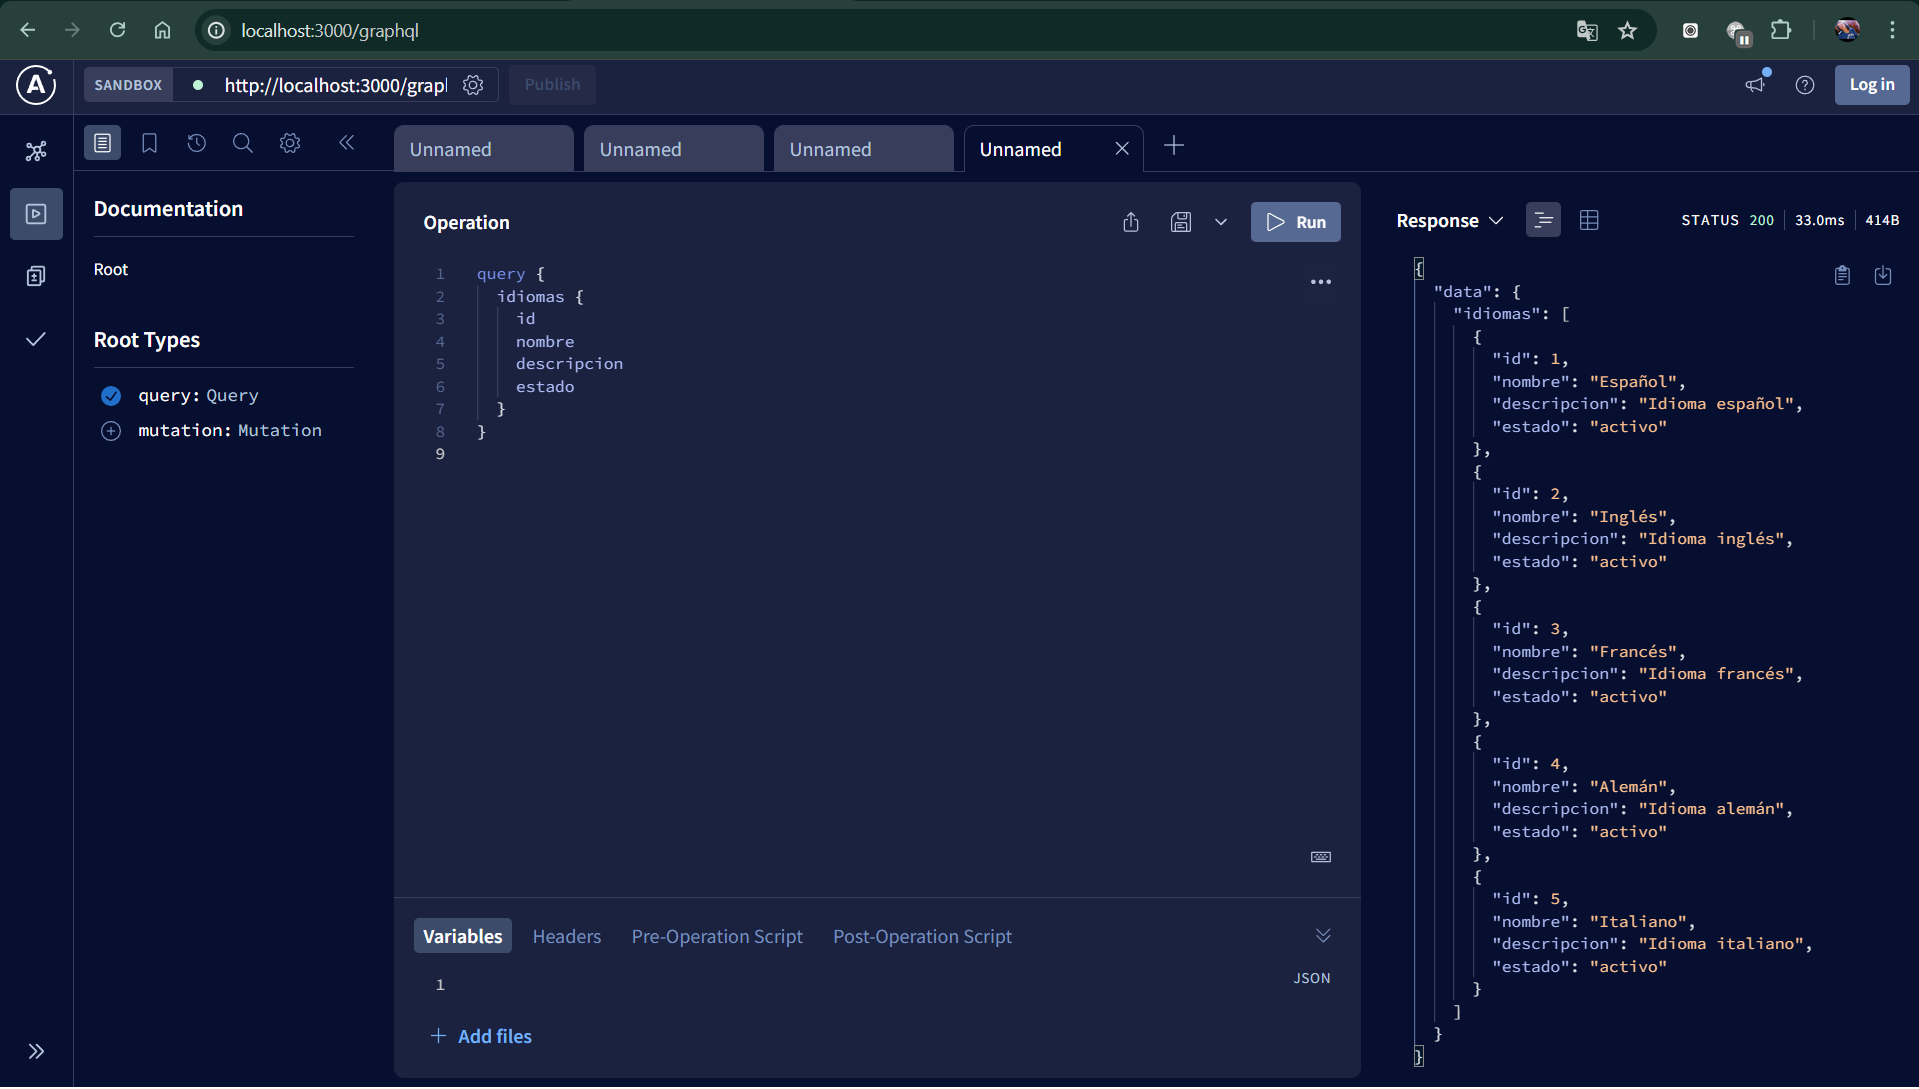 localhost:3000/graphql
SANDBOX
http://localhost:3000/grap
Publish
Log in
Unnamed
Unnamed
Unnamed
Unnamed
Documentation
Root
Root Types
query: Query
mutation: Mutation
Operation
Run
1 query {
2 idiomas {
3 id
4 nombre
5 descripcion
6 estado
7 }
8 }
9
Variables
Headers
Pre-Operation Script
Post-Operation Script
1
JSON
Add files
Response
STATUS 200
33.0ms
414B
{
"data": {
"idiomas": [
{
"id": 1,
"nombre": "Español",
"descripcion": "Idioma español",
"estado": "activo"
},
{
"id": 2,
"nombre": "Inglés",
"descripcion": "Idioma inglés",
"estado": "activo"
},
{
"id": 3,
"nombre": "Francés",
"descripcion": "Idioma francés",
"estado": "activo"
},
{
"id": 4,
"nombre": "Alemán",
"descripcion": "Idioma alemán",
"estado": "activo"
},
{
"id": 5,
"nombre": "Italiano",
"descripcion": "Idioma italiano",
"estado": "activo"
}
]
}
}